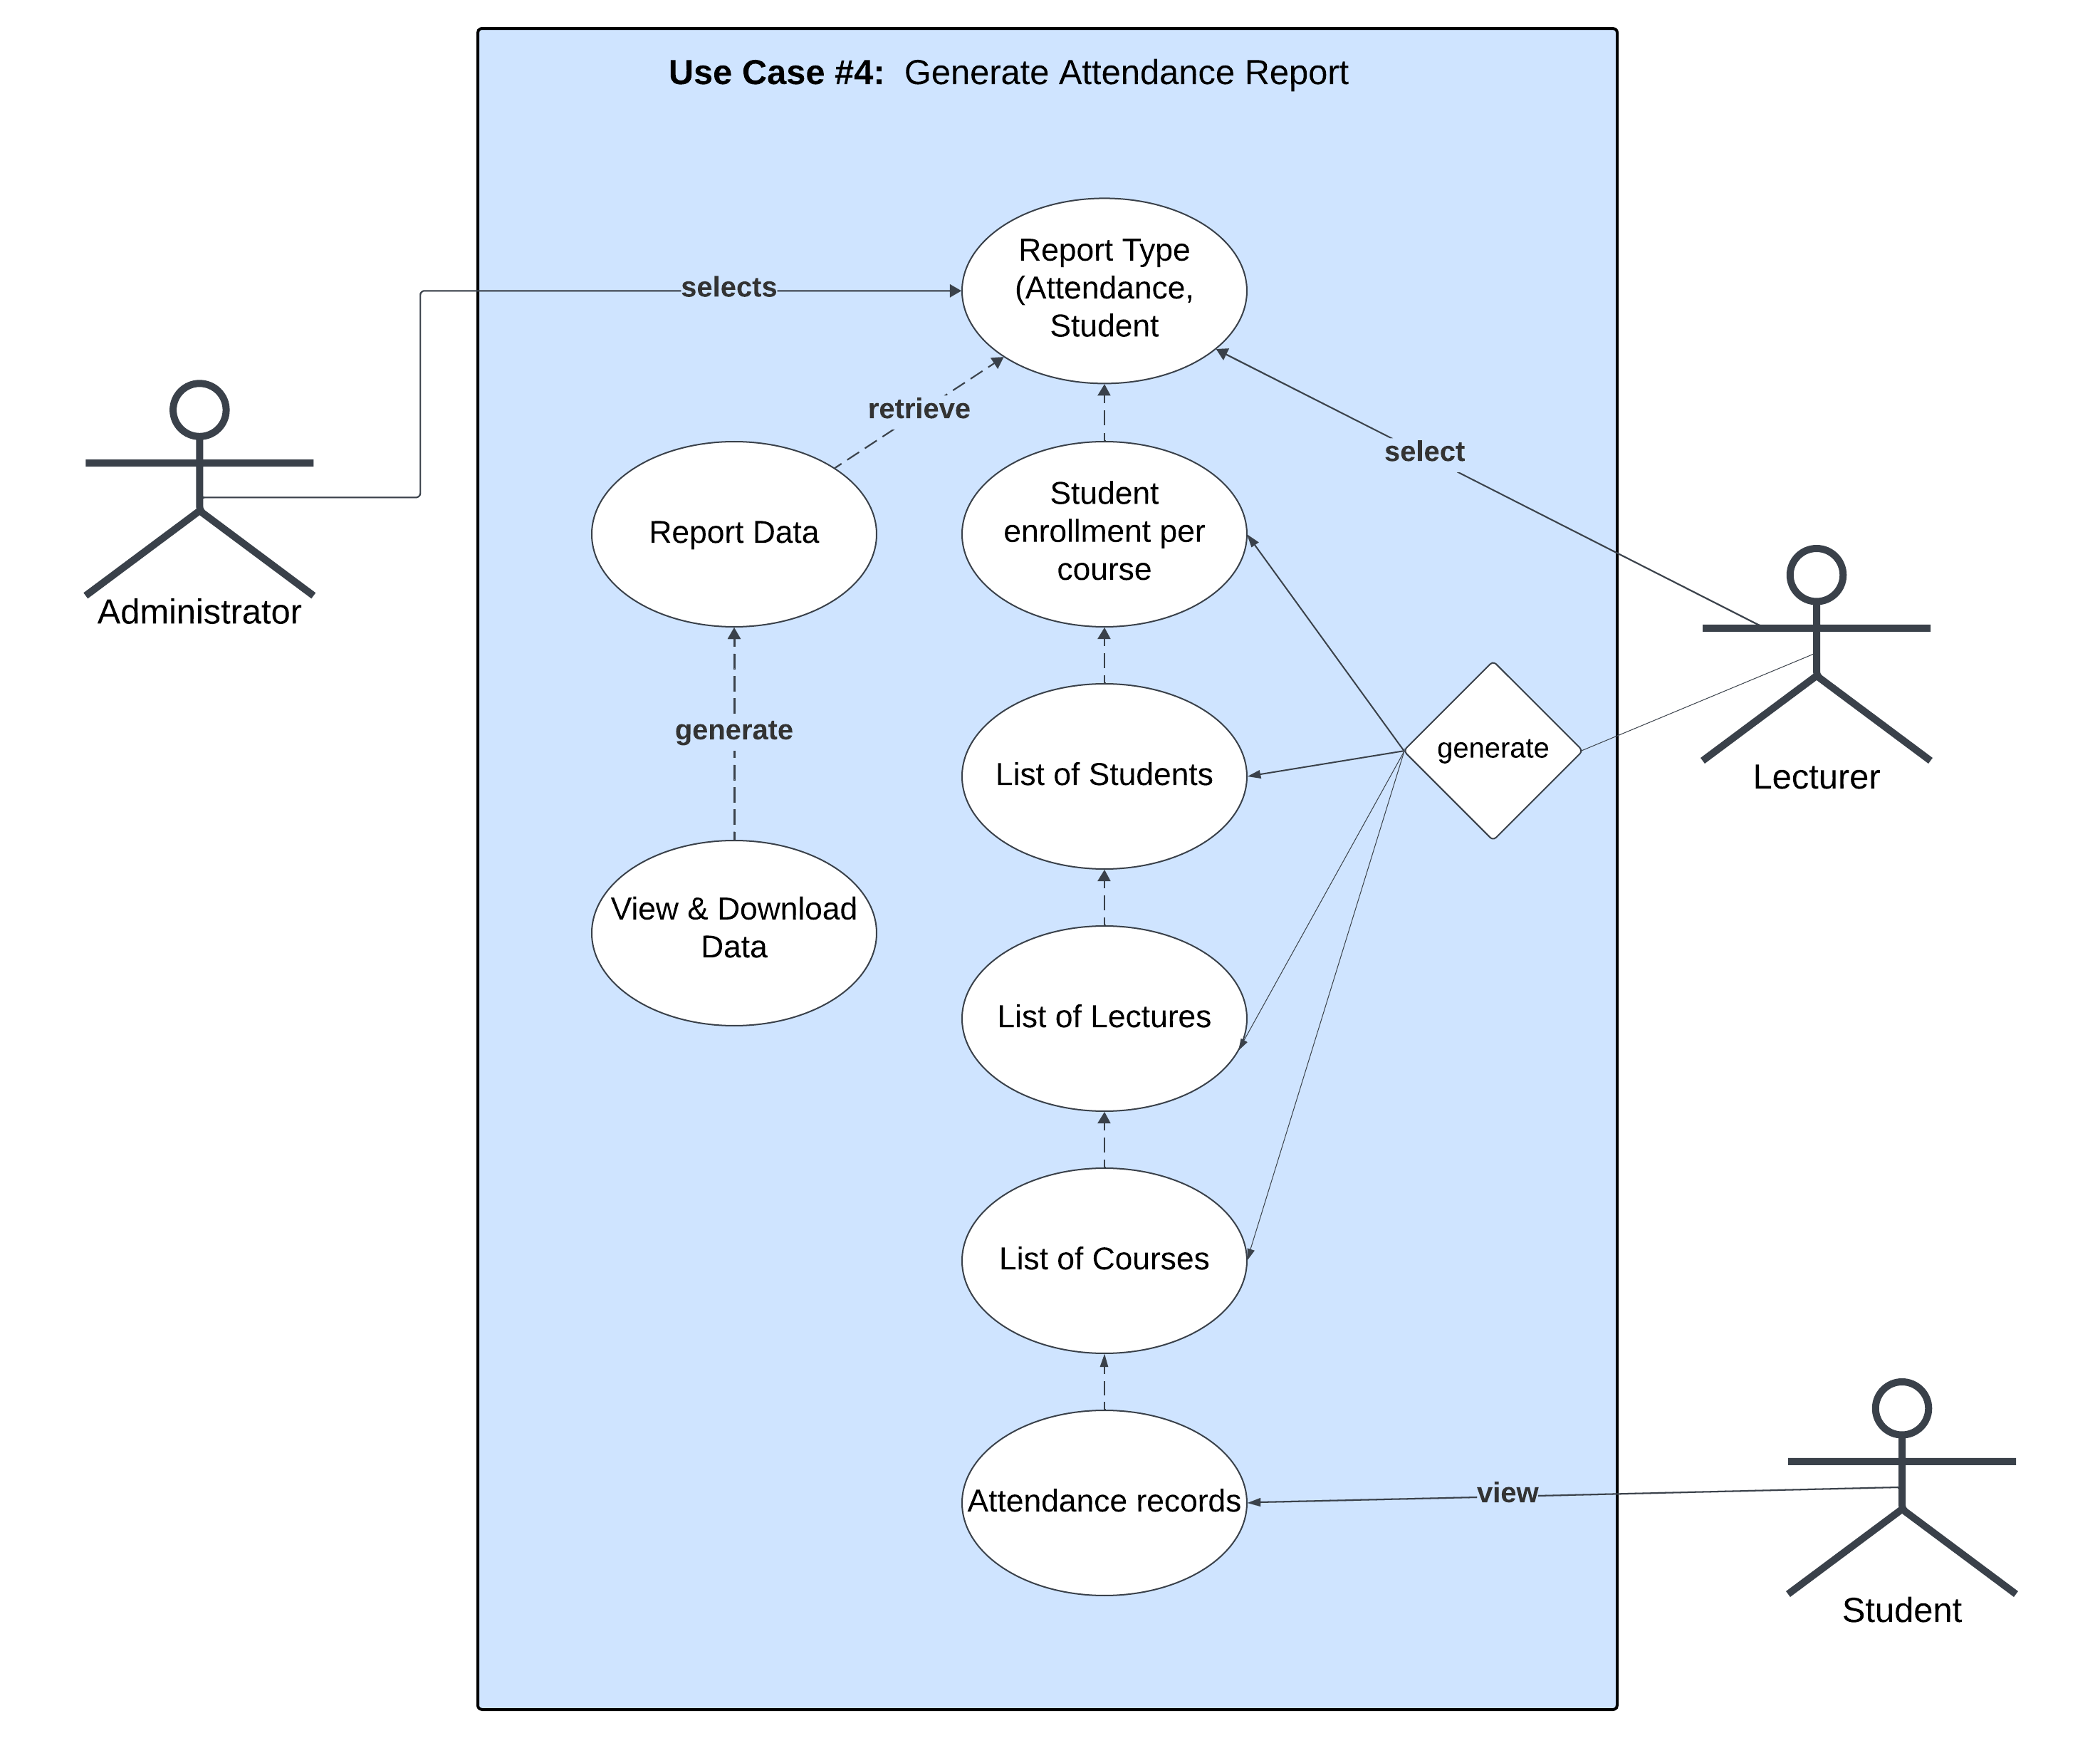 Use Case #4: Generate Attendance Report
Report Type
(Attendance,
Student
selects
retrieve
select
Administrator
Report Data
Student
enrollment per
course
generate
List of Students
generate
Lecturer
View & Download
Data
List of Lectures
List of Courses
Attendance records
view
Student